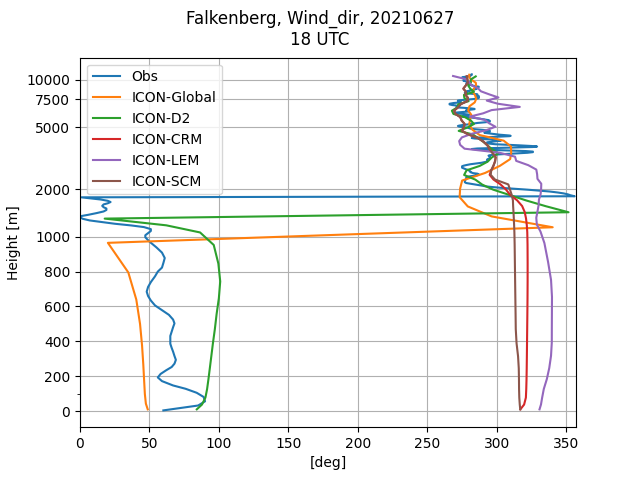 Falkenberg, Wind_dir, 20210627
18 UTC
Obs
ICON-Global
ICON-D2
ICON-CRM
ICON-LEM
ICON-SCM
Height [m]
10000
7500
5000
2000
1000
800
600
400
200
0
0 50 100 150 200 250 300 350
[deg]